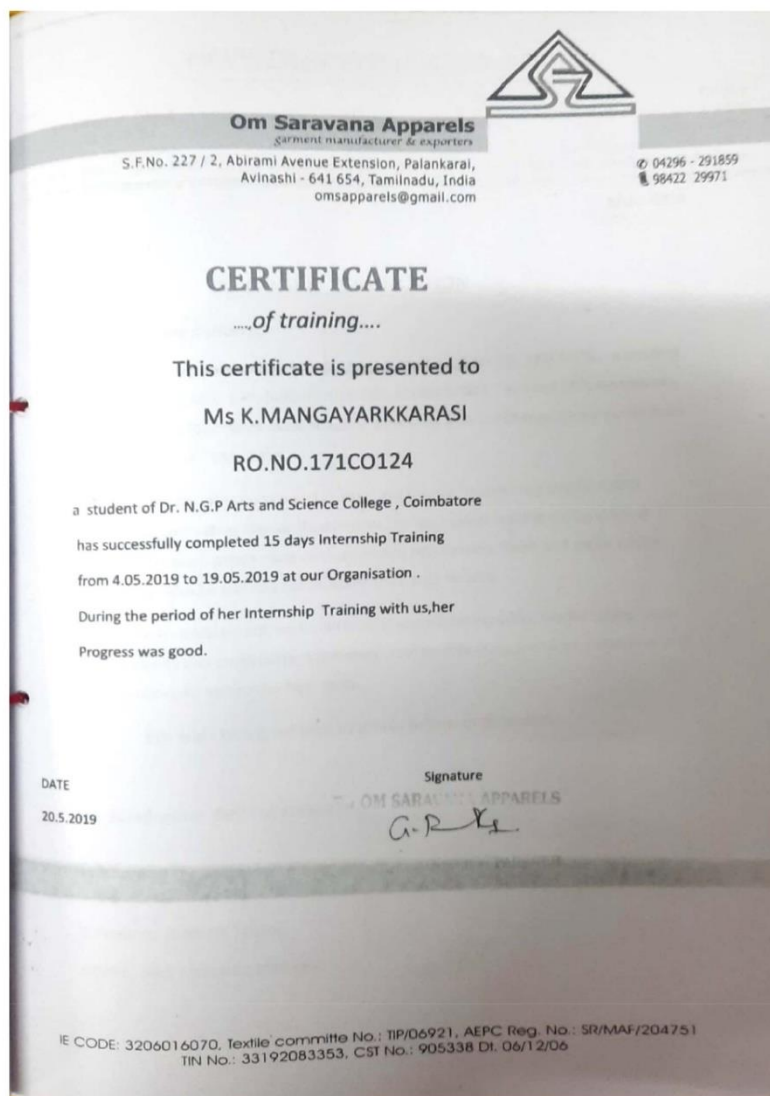 Om Saravana Apparels
garment manufacturer & exporters
S.F.No. 227 / 2, Abirami Avenue Extension, Palankarai,
Avinashi - 641 654, Tamilnadu, India
omsapparels@gmail.com
✆ 04296 - 291859
98422 29971
CERTIFICATE
.....of training....
This certificate is presented to
Ms K.MANGAYARKKARASI
RO.NO.171CO124
a student of Dr. N.G.P Arts and Science College , Coimbatore
has successfully completed 15 days Internship Training
from 4.05.2019 to 19.05.2019 at our Organisation .
During the period of her Internship Training with us,her
Progress was good.
DATE
20.5.2019
Signature
OM SARAVANA APPARELS
IE CODE: 3206016070, Textile committe No.: TIP/06921, AEPC Reg. No.: SR/MAF/204751
TIN No.: 33192083353, CST No.: 905338 Dt. 06/12/06